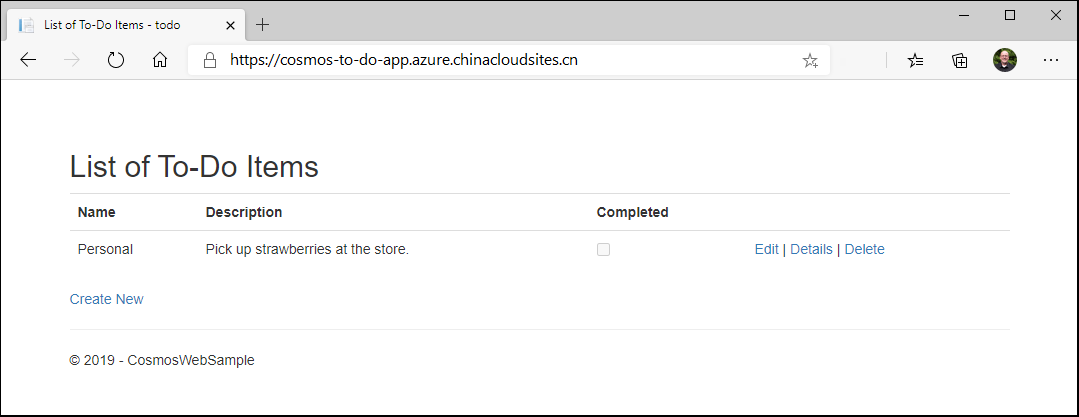 List of To-Do Items - todo
https://cosmos-to-do-app.azure.chinacloudsites.cn
List of To-Do Items
Name Description Completed
Personal Pick up strawberries at the store. Edit | Details | Delete
Create New
© 2019 - CosmosWebSample